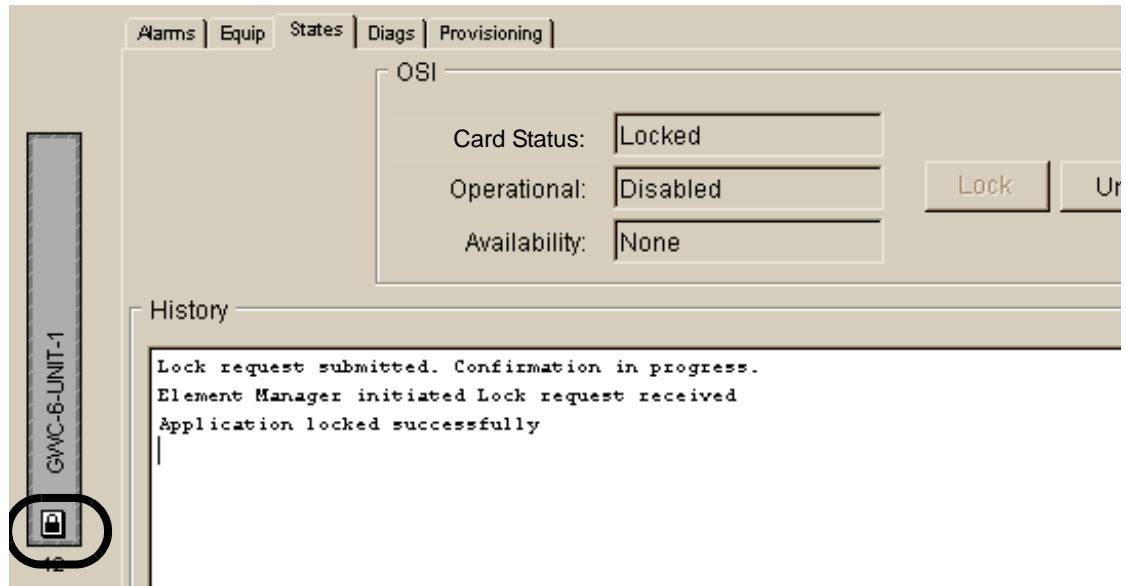 Alarms Equip States Diags Provisioning
OSI
Card Status: Locked
Operational: Disabled
Lock
Availability: None
History
Lock request submitted. Confirmation in progress.
Element Manager initiated Lock request received
Application locked successfully
GWC-6-UNIT-1
12